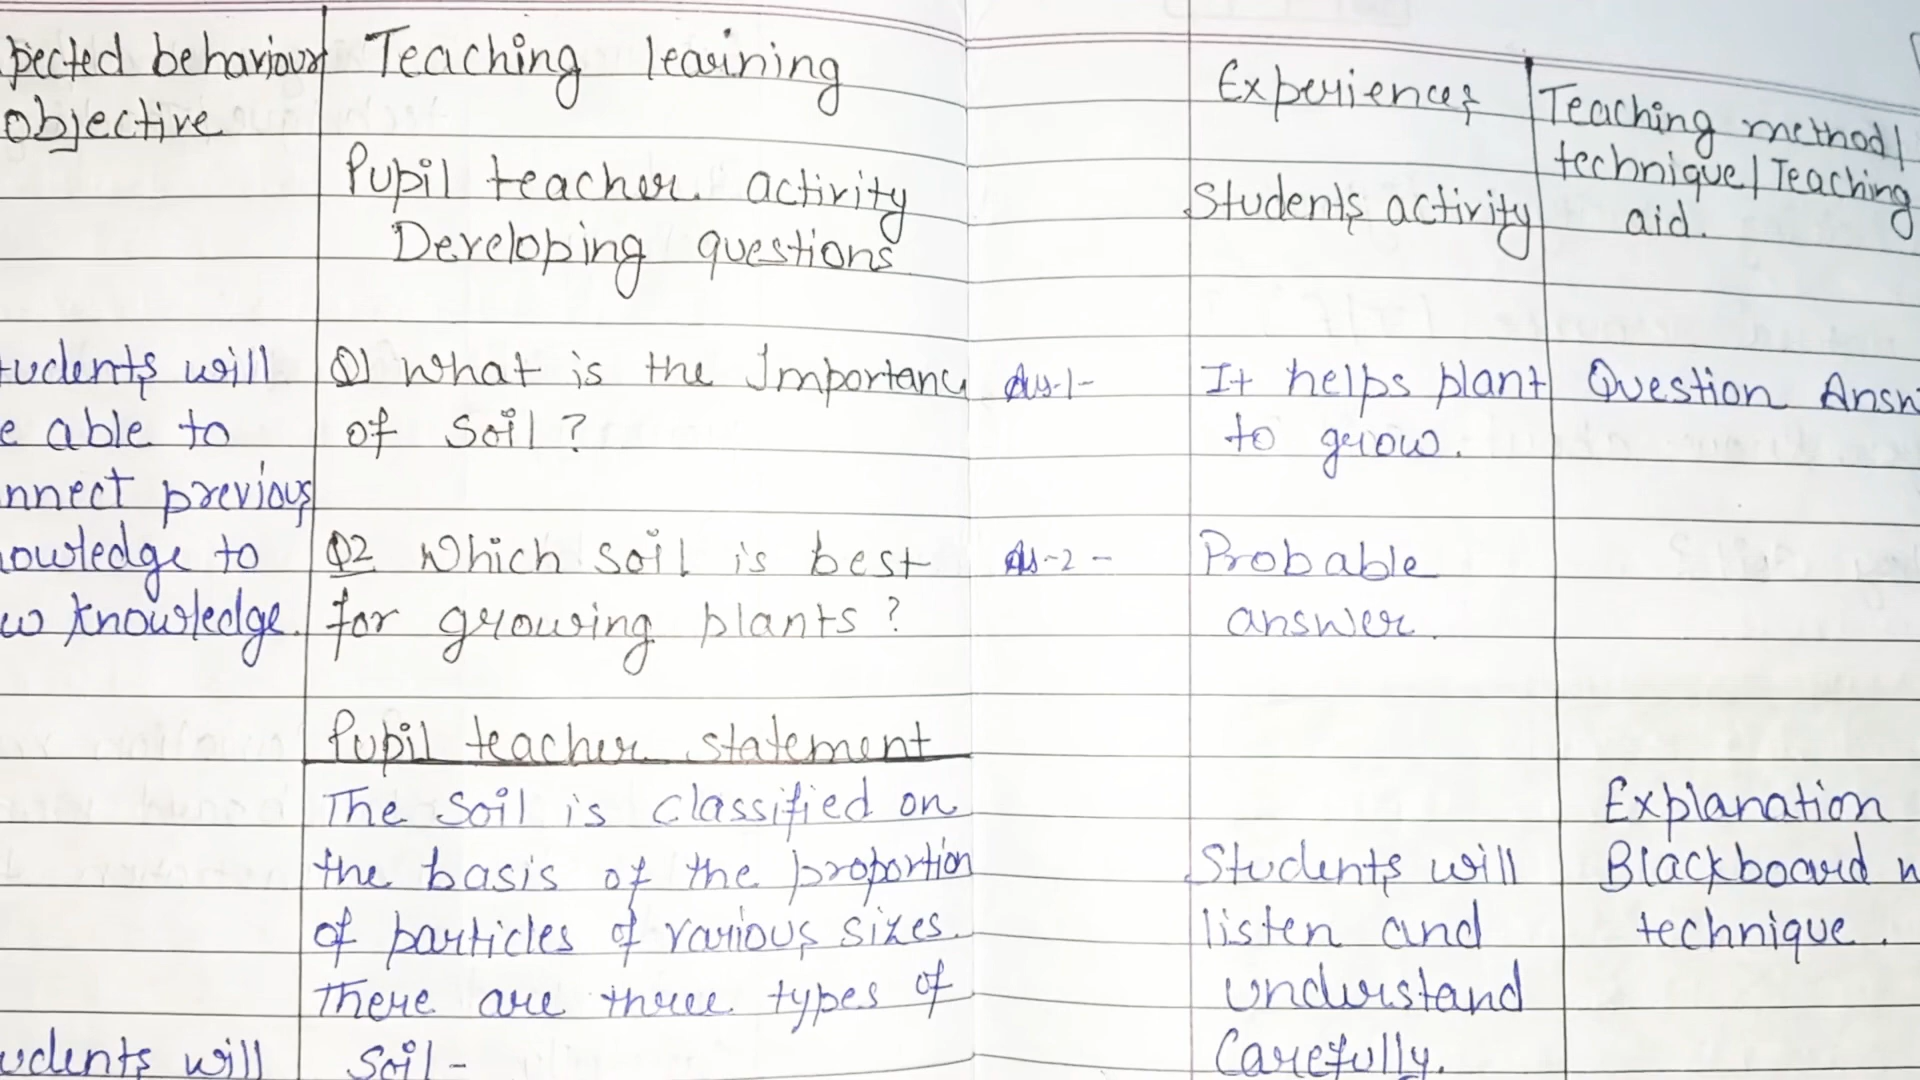 pected behaviour
objective
Teaching learning
Pupil teacher activity
Developing questions
Experiences
Students activity
Teaching method/
technique/Teaching
aid.
tudents will
e able to
nnect previous
owledge to
w knowledge.
Q1 What is the Importanc
of Soil?
Q2 Which soil is best
for growing plants?
Pupil teacher statement
The Soil is classified on
the basis of the proportion
of particles of various sizes.
There are three types of
Soil-
udents will
Ans-1-
It helps plant
to grow.
Ans-2-
Probable
answer.
Students will
listen and
understand
Carefully.
Question Answ
Explanation
Blackboard w
technique.